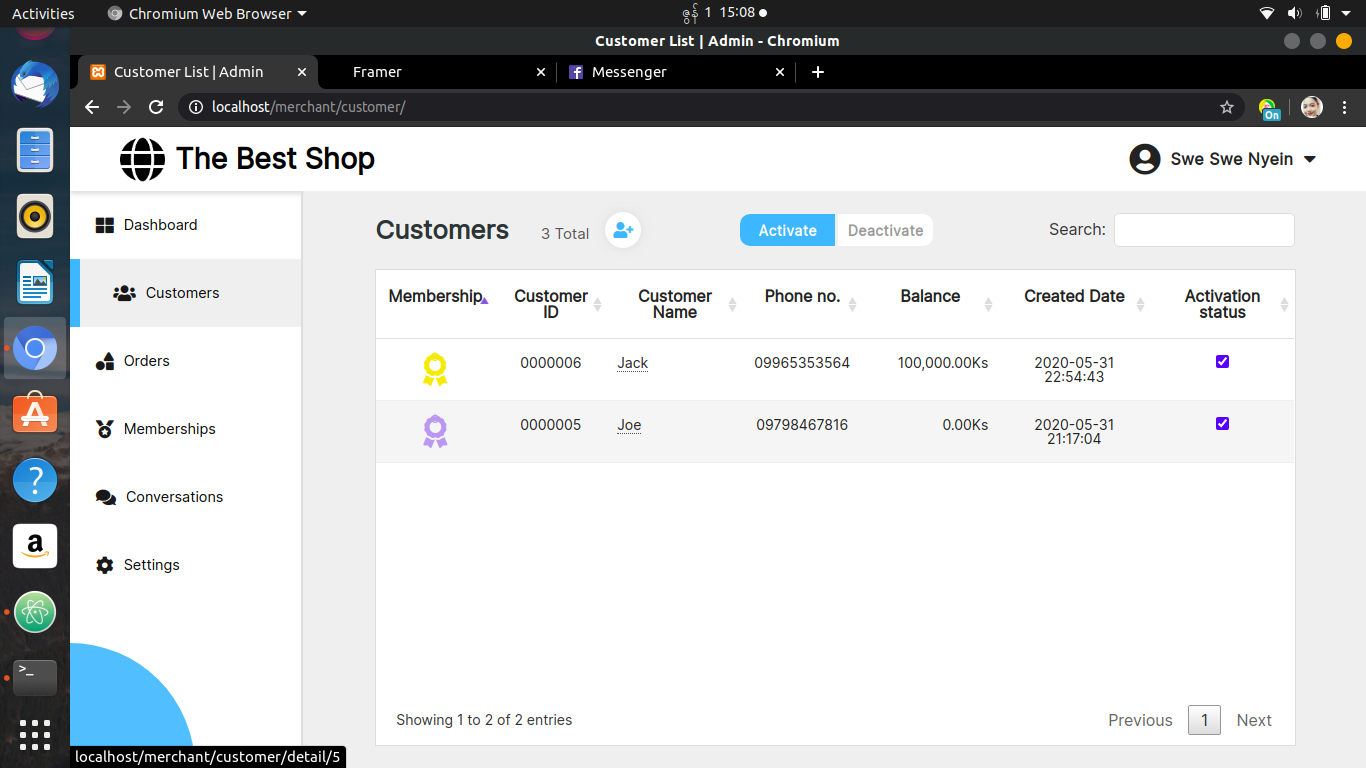 Activities
Chromium Web Browser
ဇွန် 1 15:08
Customer List | Admin - Chromium
Customer List | Admin
Framer
Messenger
localhost/merchant/customer/
On
The Best Shop
Swe Swe Nyein
Dashboard
Customers
Orders
Memberships
Conversations
Settings
Customers
3 Total
Activate
Deactivate
Search:
Membership
Customer ID
Customer Name
Phone no.
Balance
Created Date
Activation status
0000006 Jack 09965353564 100,000.00Ks 2020-05-31 22:54:43
0000005 Joe 09798467816 0.00Ks 2020-05-31 21:17:04
Showing 1 to 2 of 2 entries
Previous 1 Next
localhost/merchant/customer/detail/5